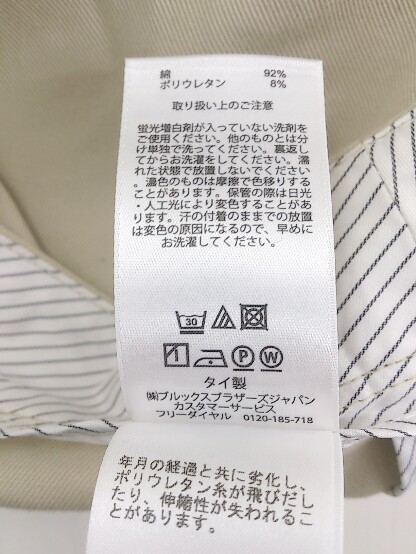 綿 92%
ポリウレタン 8%
取り扱い上のご注意
蛍光増白剤が入っていない洗剤を
ご使用ください。他のものとは分
け単独で洗ってください。裏返し
てからお洗濯をしてください。濡
れた状態で放置しないでください
。濃色のものは摩擦で色移りする
ことがあります。保管の際は日光
・人工光により変色することがあ
ります。汗の付着のままでの放置
は変色の原因になるので、早めに
お洗濯してください。
30
P W
タイ製
㈱ブルックスブラザーズジャパン
カスタマーサービス
フリーダイヤル 0120-185-718
年月の経過と共に劣化し、
ポリウレタン糸が飛びだし
たり、伸縮性が失われるこ
とがあります。